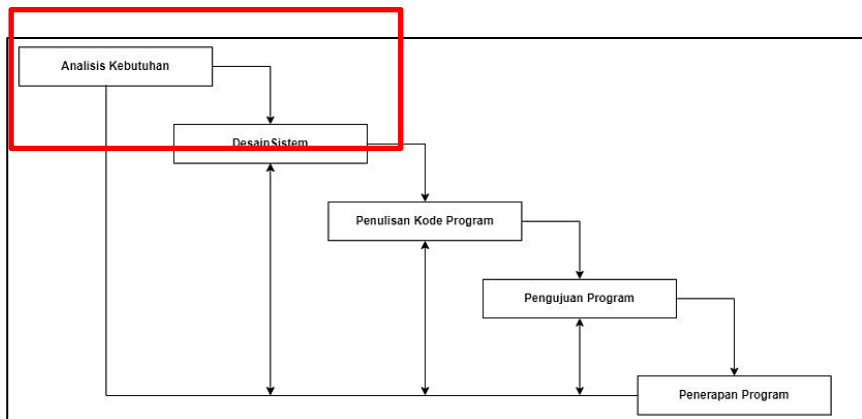 Analisis Kebutuhan
DesainSistem
Penulisan Kode Program
Pengujuan Program
Penerapan Program